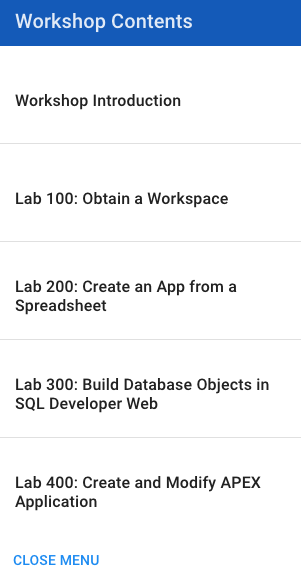 Workshop Contents
Workshop Introduction
Lab 100: Obtain a Workspace
Lab 200: Create an App from a
Spreadsheet
Lab 300: Build Database Objects in
SQL Developer Web
Lab 400: Create and Modify APEX
Application
CLOSE MENU